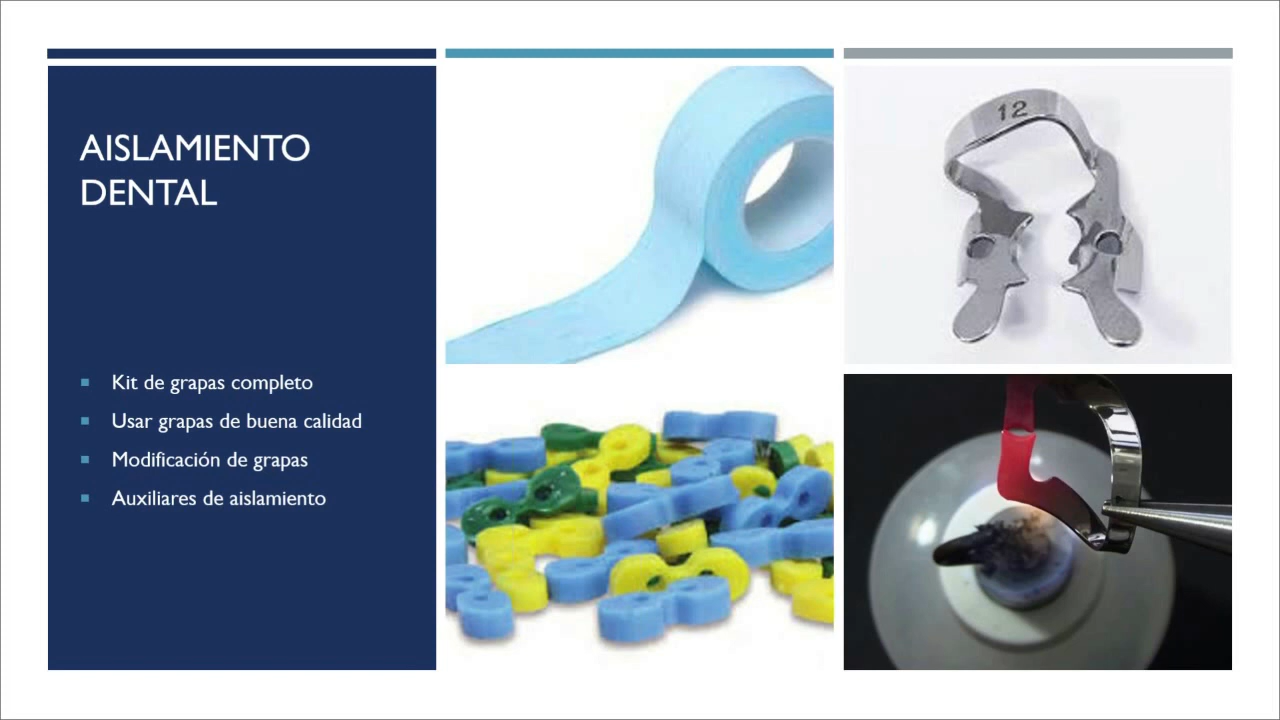 AISLAMIENTO
DENTAL
Kit de grapas completo
Usar grapas de buena calidad
Modificación de grapas
Auxiliares de aislamiento
12